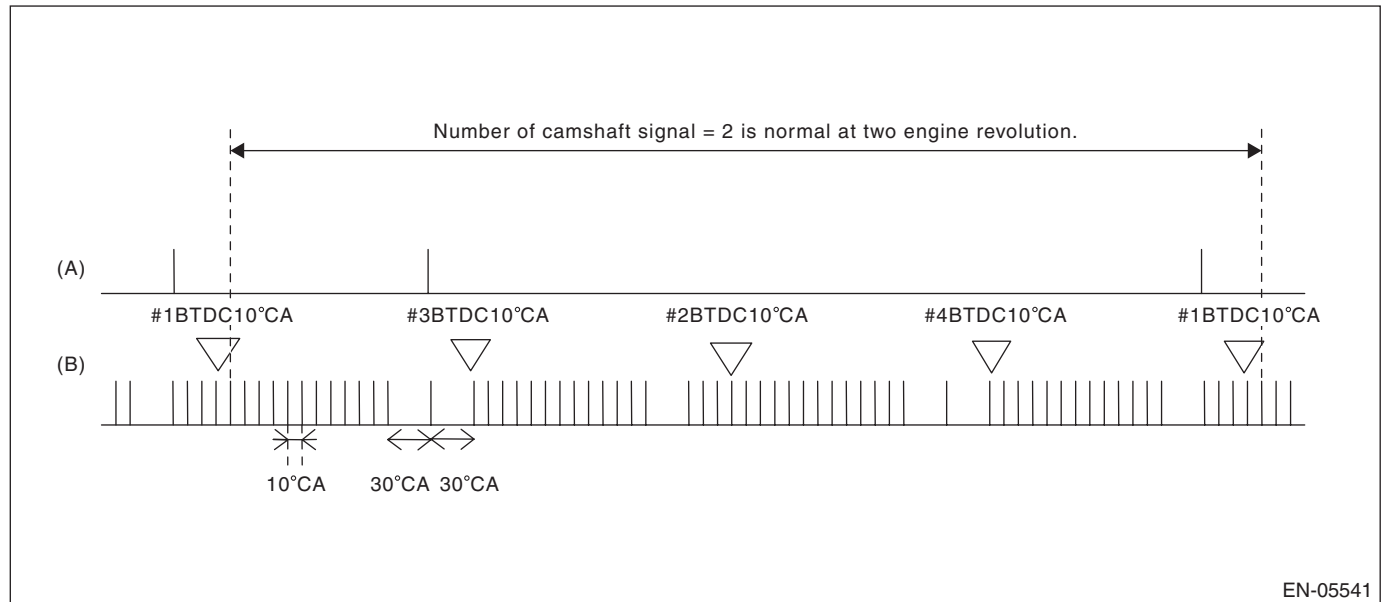 Number of camshaft signal = 2 is normal at two engine revolution.
(A)
#1BTDC10°CA #3BTDC10°CA #2BTDC10°CA #4BTDC10°CA #1BTDC10°CA
(B)
10°CA 30°CA 30°CA
EN-05541